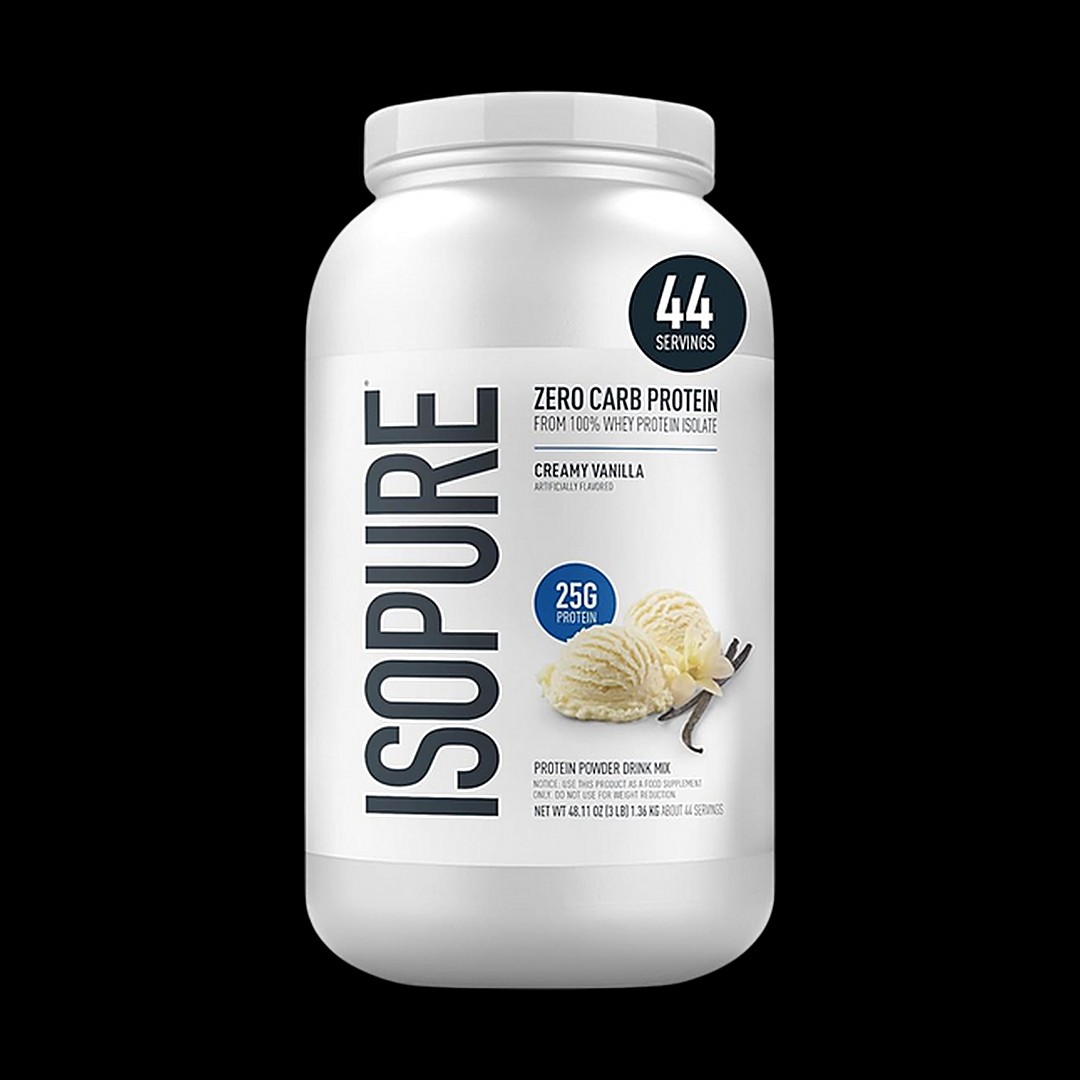 44
SERVINGS
ISOPURE
ZERO CARB PROTEIN
FROM 100% WHEY PROTEIN ISOLATE
CREAMY VANILLA
ARTIFICIALLY FLAVORED
25G
PROTEIN
PROTEIN POWDER DRINK MIX
NOTICE: USE THIS PRODUCT AS A FOOD SUPPLEMENT
ONLY. DO NOT USE FOR WEIGHT REDUCTION.
NET WT 48.11 OZ (3 LB) 1.36 KG ABOUT 44 SERVINGS